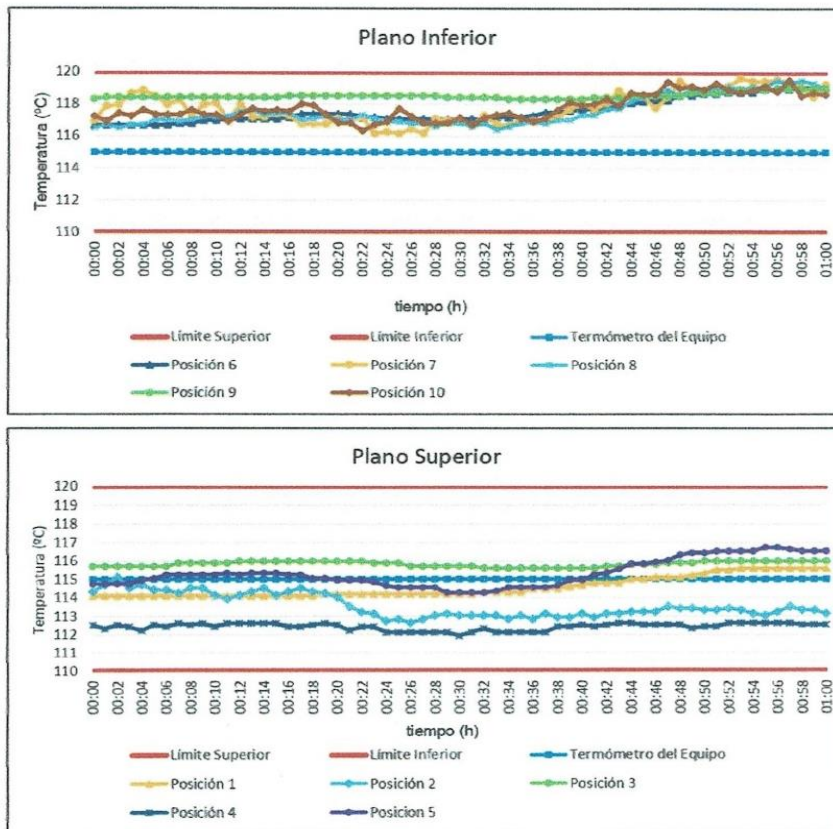 Plano Inferior
Temperatura (ºC)
120
118
116
114
112
110
00:00 00:02 00:04 00:06 00:08 00:10 00:12 00:14 00:16 00:18 00:20 00:22 00:24 00:26 00:28 00:30 00:32 00:34 00:36 00:38 00:40 00:42 00:44 00:46 00:48 00:50 00:52 00:54 00:56 00:58 01:00
tiempo (h)
Límite Superior Límite Inferior Termómetro del Equipo
Posición 6 Posición 7 Posición 8
Posición 9 Posición 10
Plano Superior
Temperatura (ºC)
120
119
118
117
116
115
114
113
112
111
110
00:00 00:02 00:04 00:06 00:08 00:10 00:12 00:14 00:16 00:18 00:20 00:22 00:24 00:26 00:28 00:30 00:32 00:34 00:36 00:38 00:40 00:42 00:44 00:46 00:48 00:50 00:52 00:54 00:56 00:58 01:00
tiempo (h)
Límite Superior Límite Inferior Termómetro del Equipo
Posición 1 Posición 2 Posición 3
Posición 4 Posicion 5